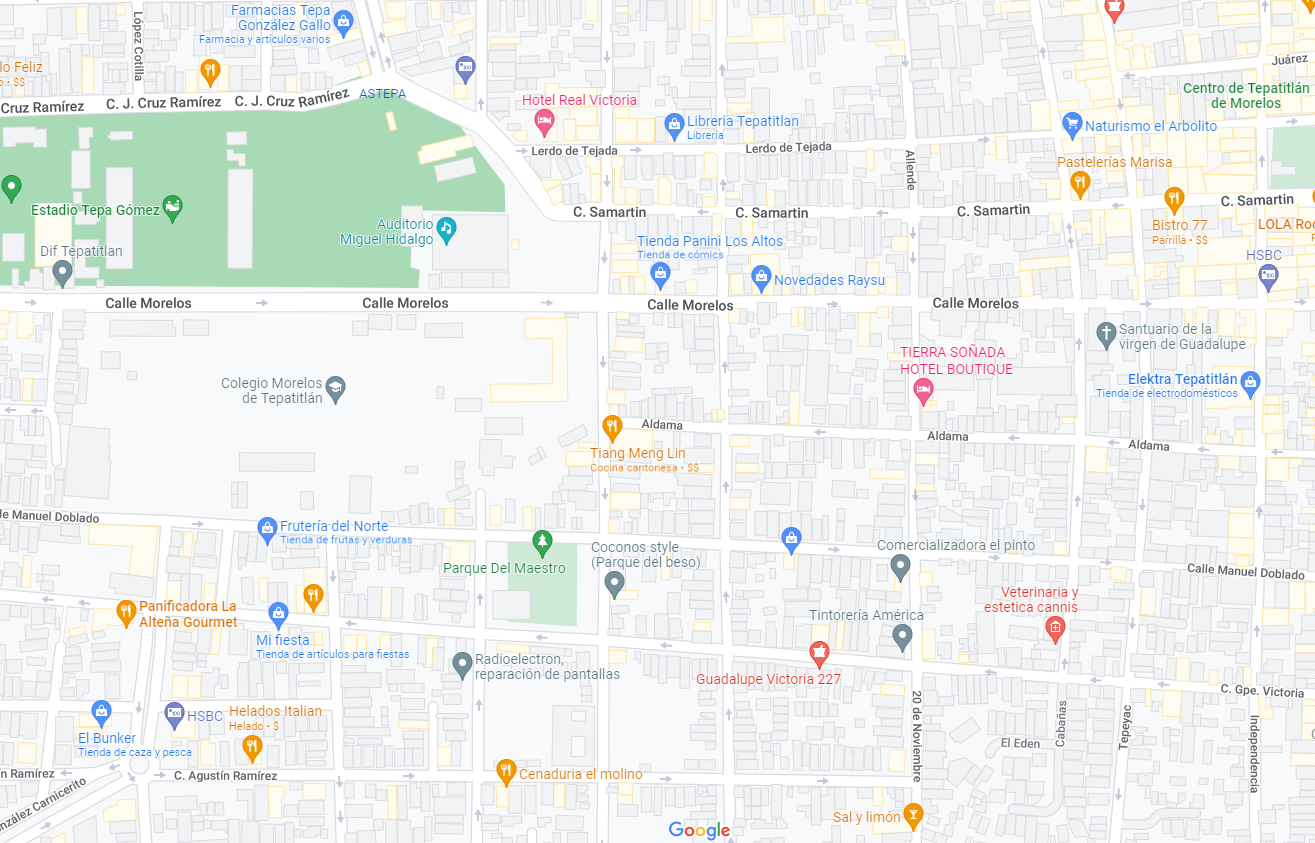 Farmacias Tepa
González Gallo
Farmacia y artículos varios
López Cotilla
lo Feliz
o • $$
Juárez
Centro de Tepatitlán
de Morelos
Cruz Ramírez
C. J. Cruz Ramírez
C. J. Cruz Ramírez
ASTEPA
Hotel Real Victoria
Libreria Tepatitlan
Librería
Naturismo el Arbolito
Lerdo de Tejada
Lerdo de Tejada
Allende
Pastelerías Marisa
Estadio Tepa Gómez
Auditorio
Miguel Hidalgo
C. Samartin
C. Samartin
C. Samartin
C. Samartin
Bistro 77
Parrilla • $$
LOLA Roc
Dif Tepatitlan
Tienda Panini Los Altos
Tienda de cómics
Novedades Raysu
HSBC
Calle Morelos
Calle Morelos
Calle Morelos
Calle Morelos
Santuario de la
virgen de Guadalupe
TIERRA SOÑADA
HOTEL BOUTIQUE
Colegio Morelos
de Tepatitlán
Elektra Tepatitlán
Tienda de electrodomésticos
Aldama
Aldama
Aldama
Tiang Meng Lin
Cocina cantonesa • $$
lle Manuel Doblado
Frutería del Norte
Tienda de frutas y verduras
Parque Del Maestro
Coconos style
(Parque del beso)
Comercializadora el pinto
Calle Manuel Doblado
Veterinaria y
estetica cannis
Panificadora La
Alteña Gourmet
Mi fiesta
Tienda de artículos para fiestas
Tintorería América
Radioelectron,
reparación de pantallas
Guadalupe Victoria 227
C. Gpe. Victoria
El Bunker
Tienda de caza y pesca
HSBC
Helados Italian
Helado • $
20 de Noviembre
Cabañas
Tepeyac
Independencia
El Eden
ín Ramírez
C. Agustín Ramírez
Cenaduria el molino
onzález Carnicerito
Sal y limón
Google